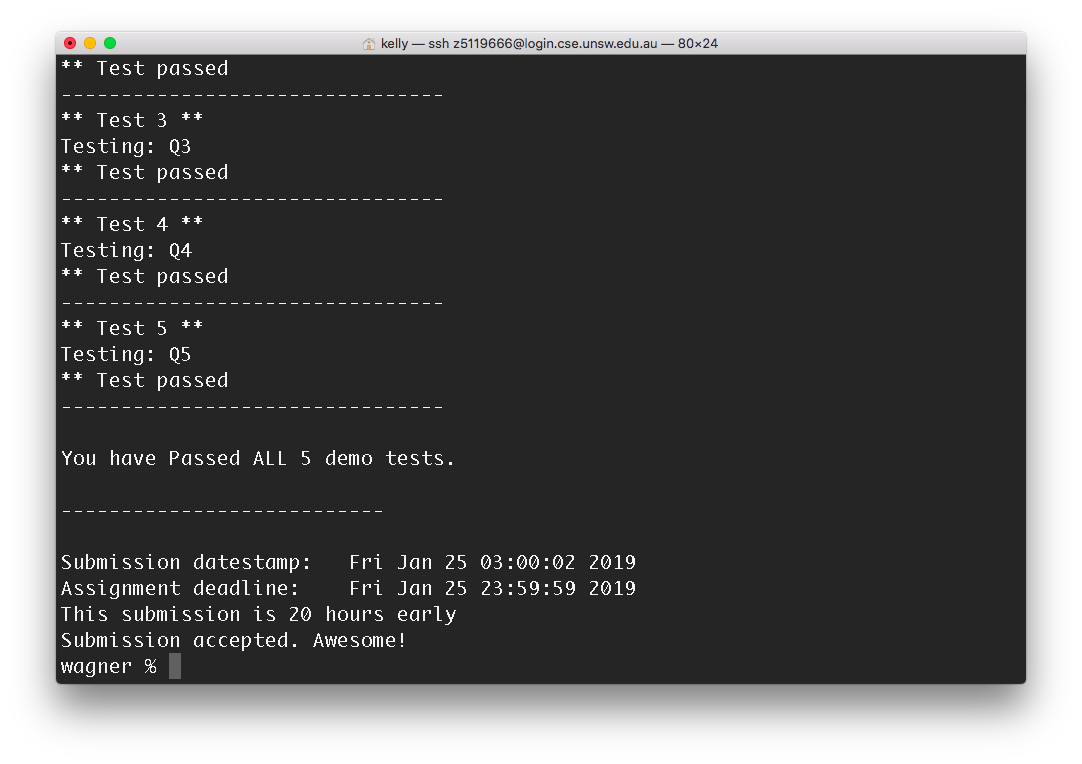 kelly — ssh z5119666@login.cse.unsw.edu.au — 80×24
** Test passed
--------------------------------
** Test 3 **
Testing: Q3
** Test passed
--------------------------------
** Test 4 **
Testing: Q4
** Test passed
--------------------------------
** Test 5 **
Testing: Q5
** Test passed
--------------------------------
You have Passed ALL 5 demo tests.
---------------------------
Submission datestamp:   Fri Jan 25 03:00:02 2019
Assignment deadline:    Fri Jan 25 23:59:59 2019
This submission is 20 hours early
Submission accepted. Awesome!
wagner %